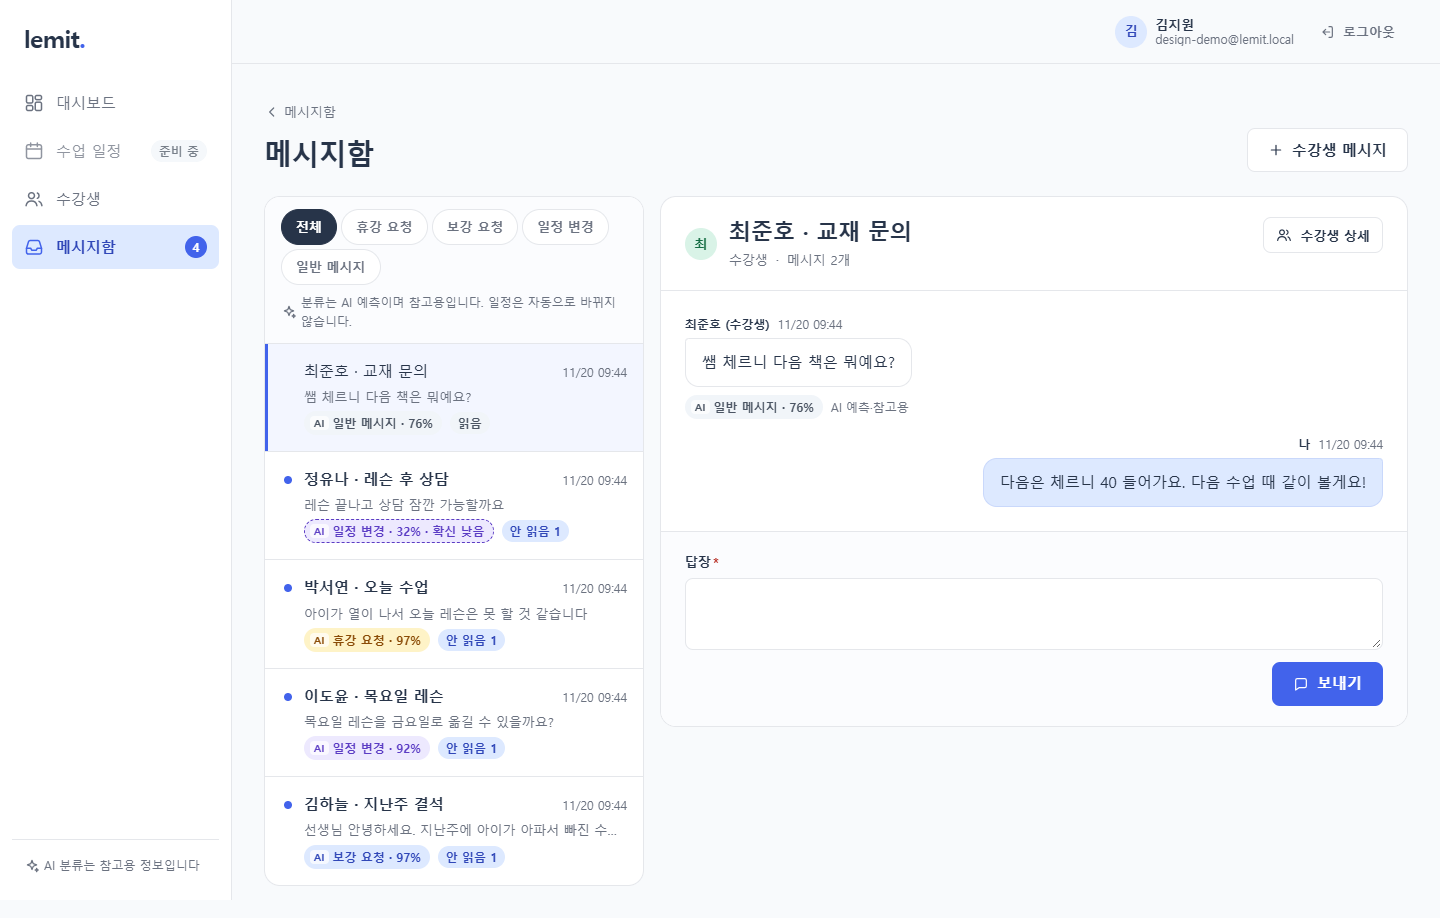 lemit.
대시보드
수업 일정 준비 중
수강생
메시지함 4
AI 분류는 참고용 정보입니다
김 김지원
design-demo@lemit.local
로그아웃
메시지함
메시지함
수강생 메시지
전체 휴강 요청 보강 요청 일정 변경
일반 메시지
분류는 AI 예측이며 참고용입니다. 일정은 자동으로 바뀌지
않습니다.
최준호 · 교재 문의 11/20 09:44
쌤 체르니 다음 책은 뭐예요?
AI 일반 메시지 · 76% 읽음
정유나 · 레슨 후 상담 11/20 09:44
레슨 끝나고 상담 잠깐 가능할까요
AI 일정 변경 · 32% · 확신 낮음 안 읽음 1
박서연 · 오늘 수업 11/20 09:44
아이가 열이 나서 오늘 레슨은 못 할 것 같습니다
AI 휴강 요청 · 97% 안 읽음 1
이도윤 · 목요일 레슨 11/20 09:44
목요일 레슨을 금요일로 옮길 수 있을까요?
AI 일정 변경 · 92% 안 읽음 1
김하늘 · 지난주 결석 11/20 09:44
선생님 안녕하세요. 지난주에 아이가 아파서 빠진 수...
AI 보강 요청 · 97% 안 읽음 1
최 최준호 · 교재 문의
수강생 · 메시지 2개
수강생 상세
최준호 (수강생) 11/20 09:44
쌤 체르니 다음 책은 뭐예요?
AI 일반 메시지 · 76% AI 예측·참고용
나 11/20 09:44
다음은 체르니 40 들어가요. 다음 수업 때 같이 볼게요!
답장*
보내기